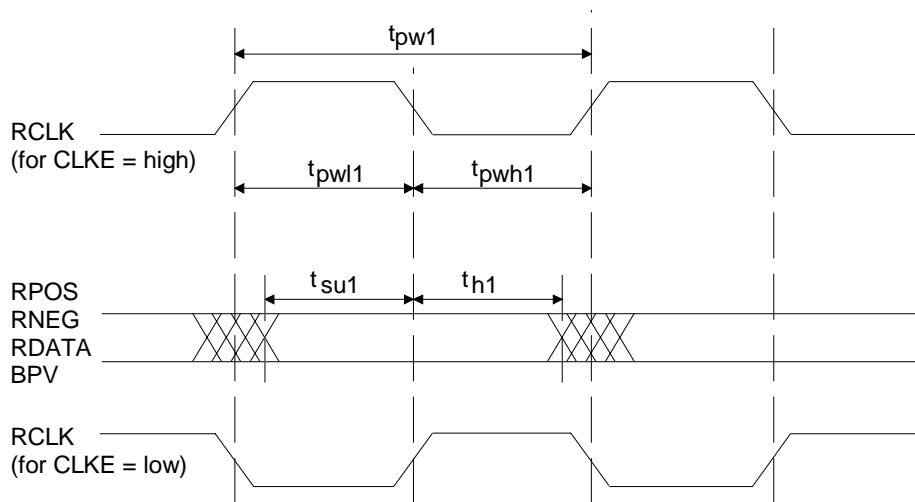 tpw1
RCLK
(for CLKE = high)
tpwl1 tpwh1
tsu1 th1
RPOS
RNEG
RDATA
BPV
RCLK
(for CLKE = low)